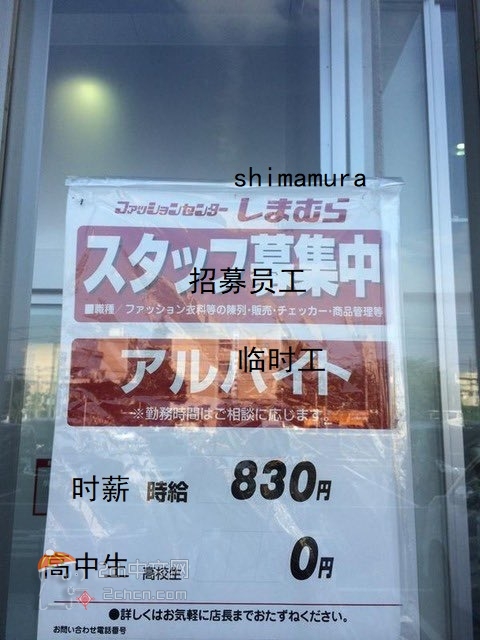 shimamura
ファッションセンター しまむら
スタッフ募集中
招募员工
■職種/ファッション衣料等の陳列・販売・チェッカー・商品管理等
アルバイト
临时工
※勤務時間はご相談に応じます。
时薪 時給 830円
高中生 高校生 0円
2ch中文网
2chcn.com
●詳しくはお気軽に店長までおたずねください。
お問い合わせ電話番号